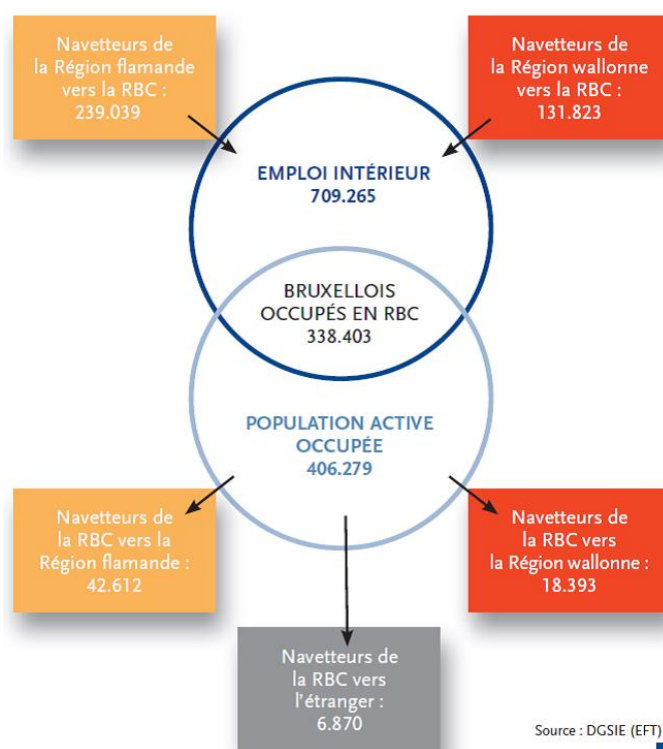 Navetteurs de
la Région flamande
vers la RBC :
239.039
Navetteurs de
la Région wallonne
vers la RBC :
131.823
EMPLOI INTÉRIEUR
709.265
BRUXELLOIS
OCCUPÉS EN RBC
338.403
POPULATION ACTIVE
OCCUPÉE
406.279
Navetteurs de
la RBC vers la
Région flamande :
42.612
Navetteurs de
la RBC vers
la Région wallonne :
18.393
Navetteurs de
la RBC vers
l'étranger :
6.870
Source : DGSIE (EFT)